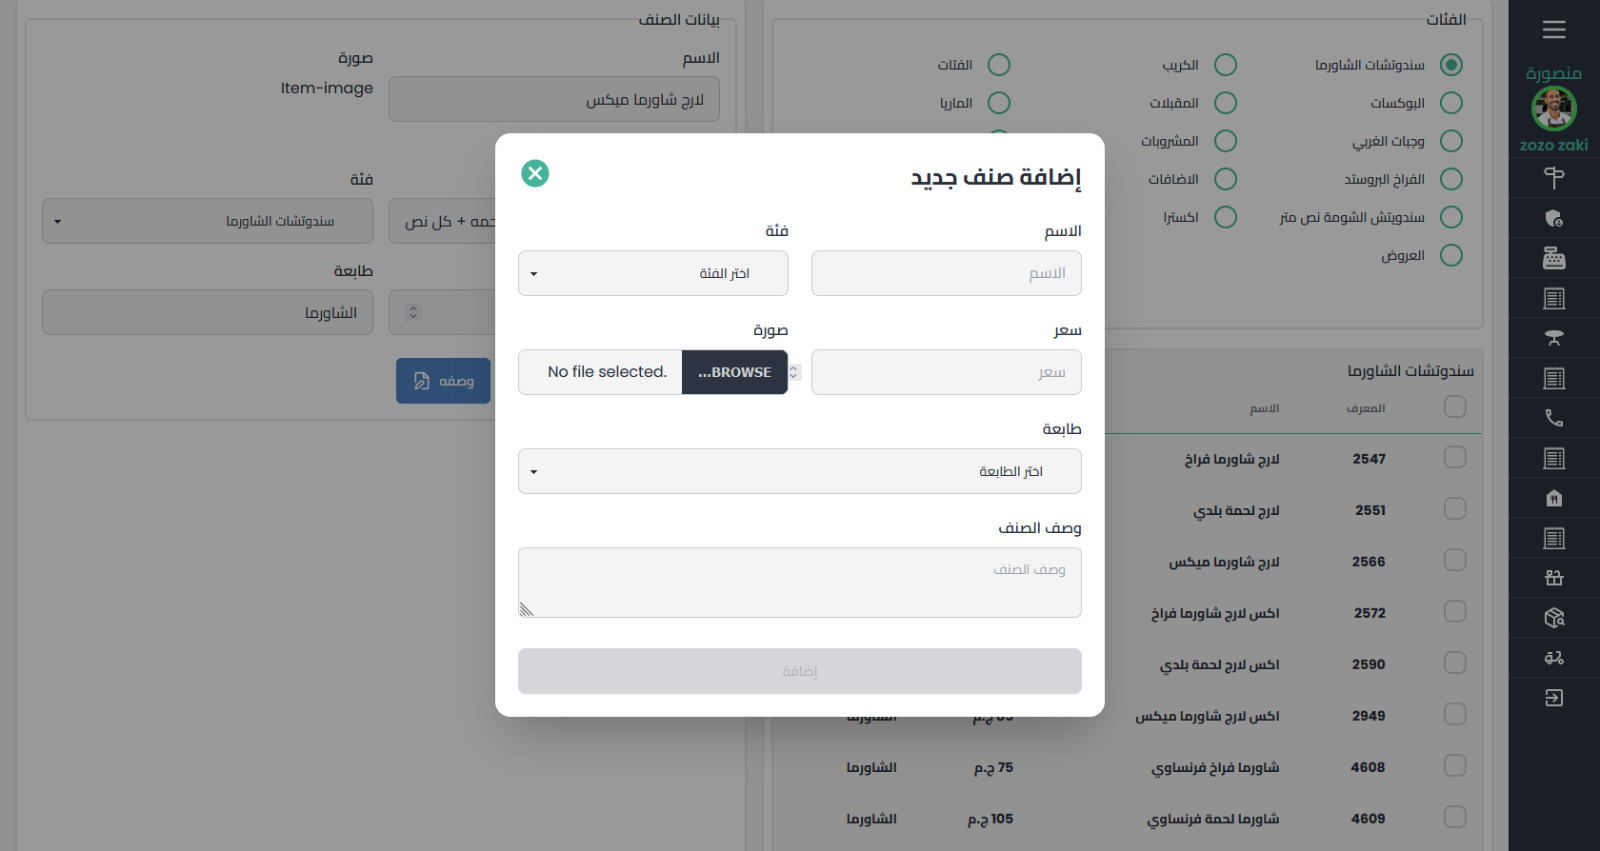 منصورة
zozo zaki
الفئات
سندوتشات الشاورما
الكريب
الفتات
البوكسات
المقبلات
الماريا
وجبات الغربي
المشروبات
الفراخ البروستد
الاضافات
سندويتش الشومة نص متر
اكسترا
العروض
بيانات الصنف
الاسم
صورة
لارج شاورما ميكس
Item-image
فئة
حمه + كل نص
سندوتشات الشاورما
طابعة
الشاورما
وصفه
إضافة صنف جديد
الاسم
فئة
الاسم
اختر الفئة
سعر
صورة
سعر
BROWSE...
No file selected.
طابعة
اختر الطابعة
وصف الصنف
وصف الصنف
إضافة
سندوتشات الشاورما
المعرف
الاسم
2547 لارج شاورما فراخ
2551 لارج لحمة بلدي
2566 لارج شاورما ميكس
2572 اكس لارج شاورما فراخ
2590 اكس لارج لحمة بلدي
2949 اكس لارج شاورما ميكس ج.م الشاورما
4608 شاورما فراخ فرنساوي 75 ج.م الشاورما
4609 شاورما لحمة فرنساوي 105 ج.م الشاورما